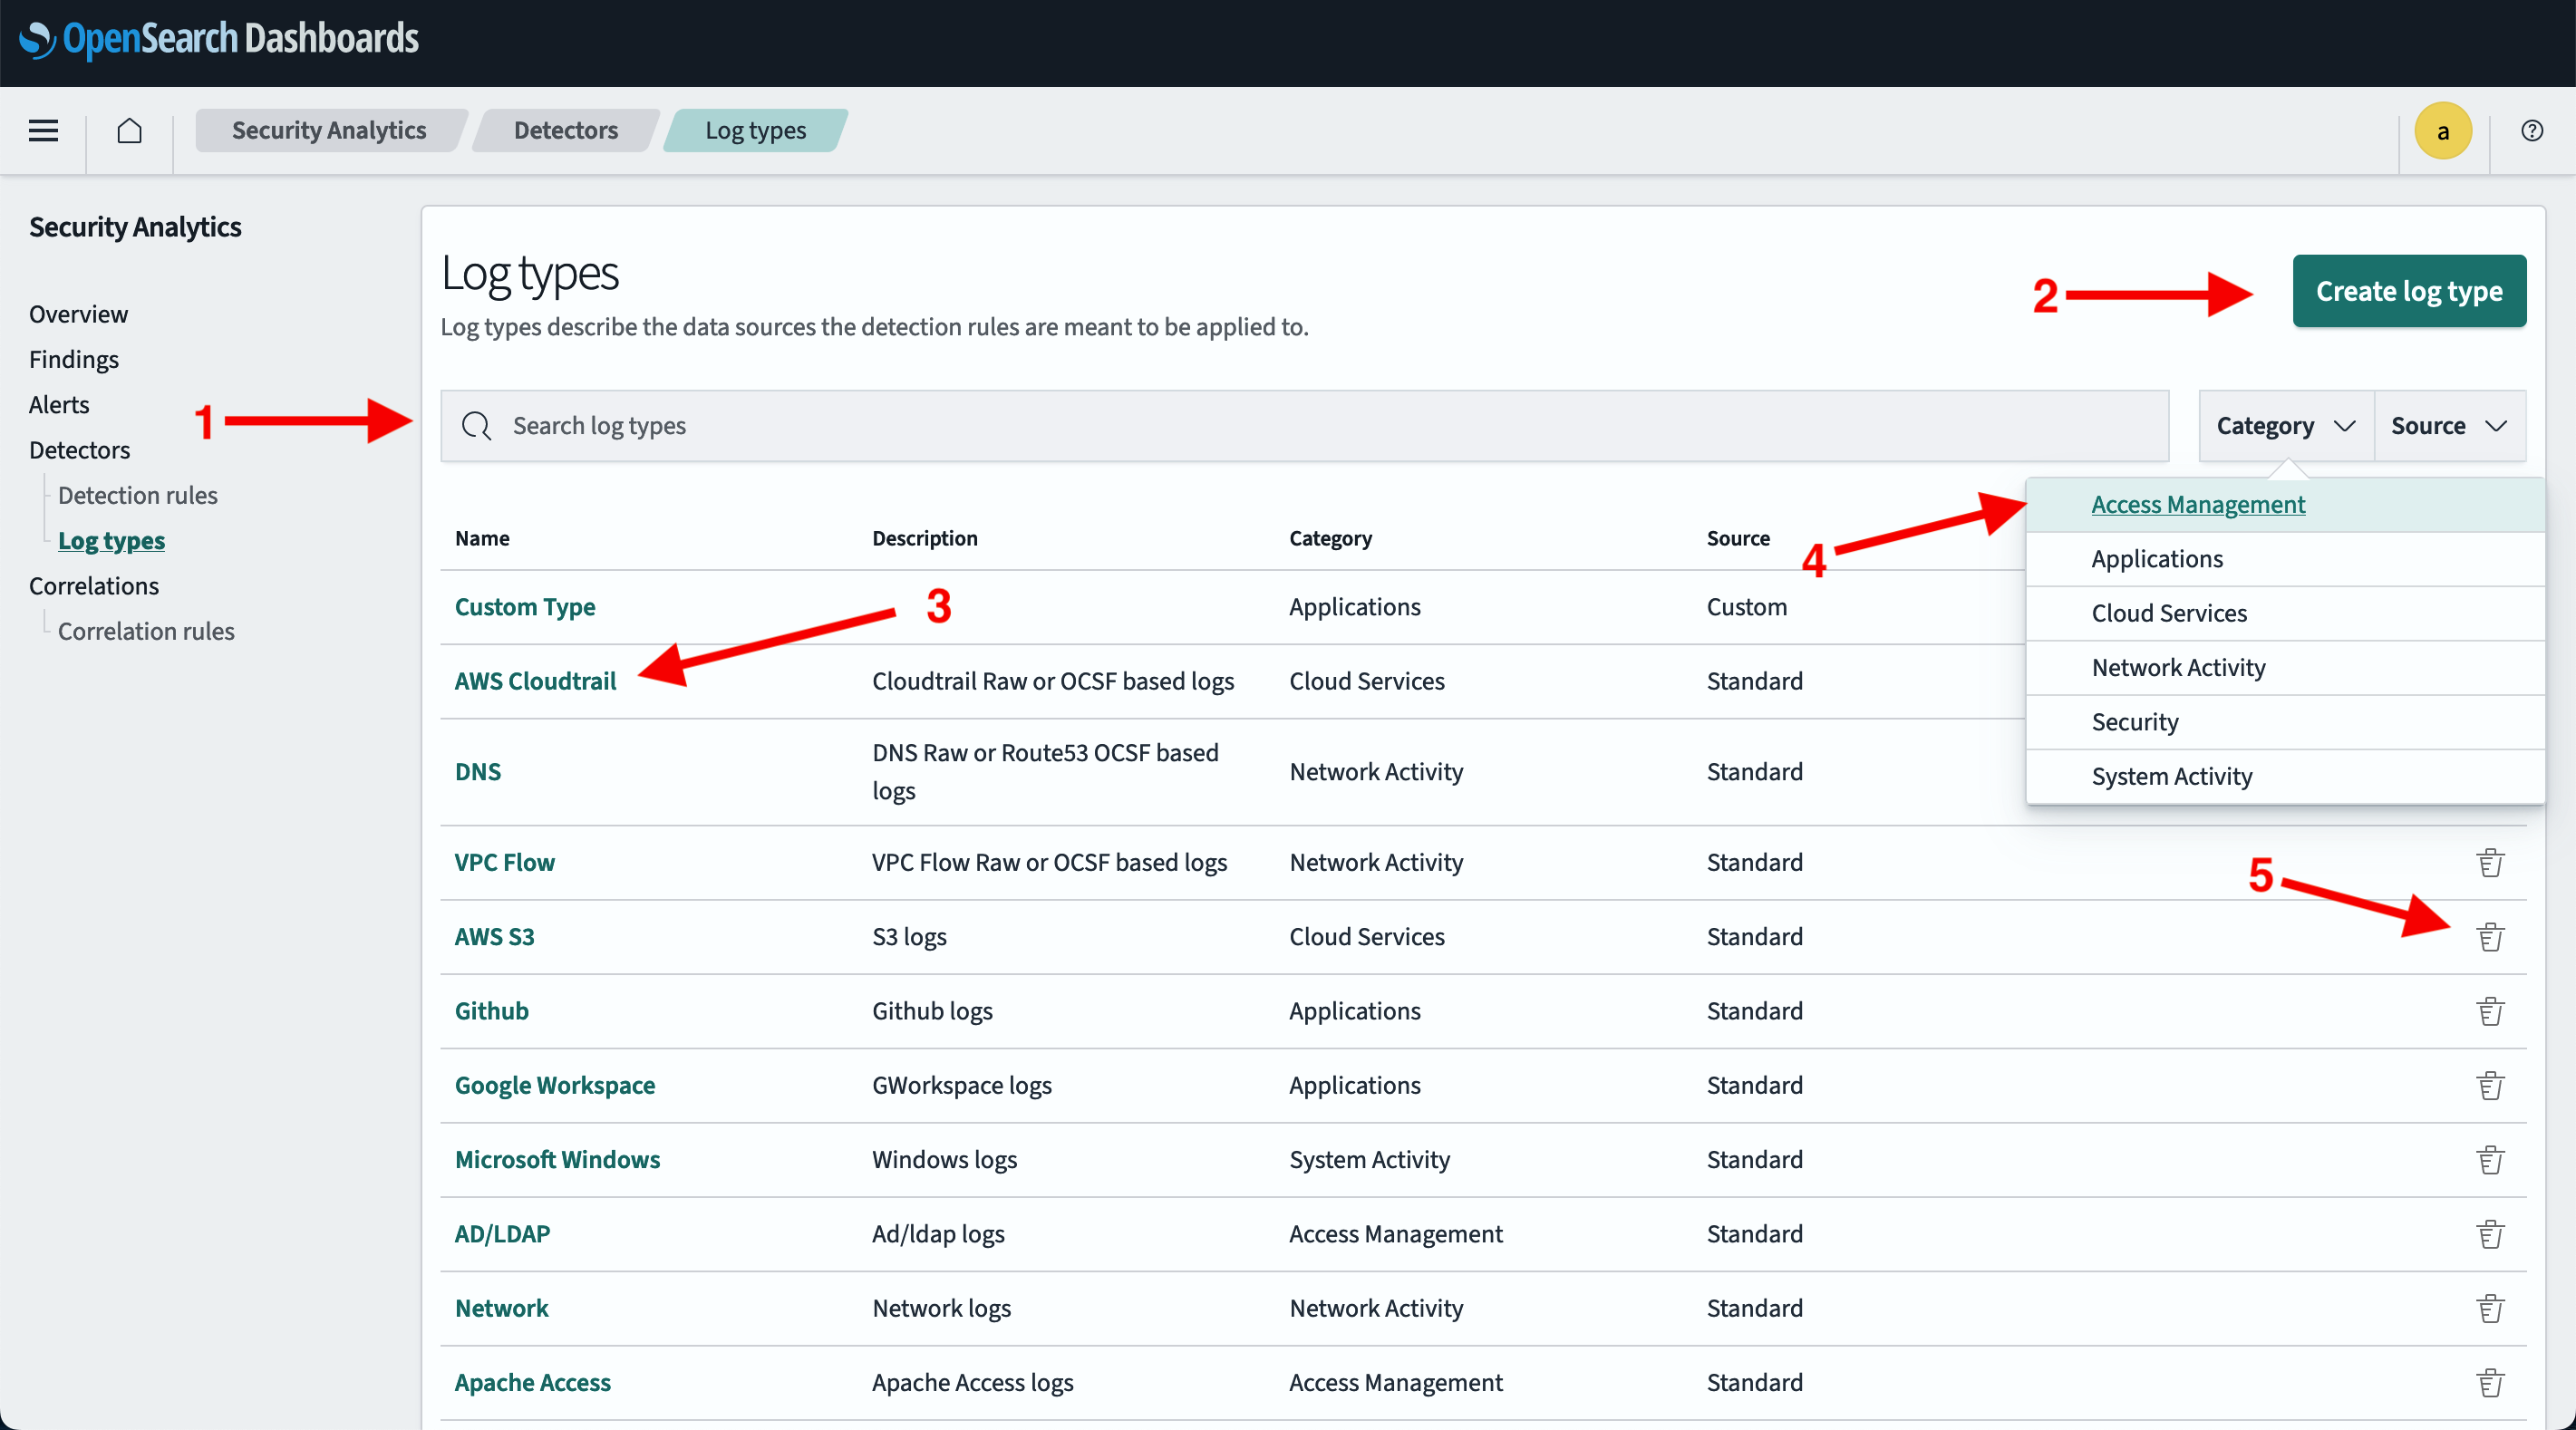 OpenSearch Dashboards
Security Analytics
Detectors
Log types
a
?
Security Analytics
Overview
Findings
Alerts
Detectors
Detection rules
Log types
Correlations
Correlation rules
Log types
Log types describe the data sources the detection rules are meant to be applied to.
2
Create log type
1
Search log types
Category
Source
4
Access Management
Applications
Cloud Services
Network Activity
Security
System Activity
Name Description Category Source
3
Custom Type Applications Custom
AWS Cloudtrail Cloudtrail Raw or OCSF based logs Cloud Services Standard
DNS DNS Raw or Route53 OCSF based Network Activity Standard
logs
VPC Flow VPC Flow Raw or OCSF based logs Network Activity Standard
5
AWS S3 S3 logs Cloud Services Standard
Github Github logs Applications Standard
Google Workspace GWorkspace logs Applications Standard
Microsoft Windows Windows logs System Activity Standard
AD/LDAP Ad/ldap logs Access Management Standard
Network Network logs Network Activity Standard
Apache Access Apache Access logs Access Management Standard